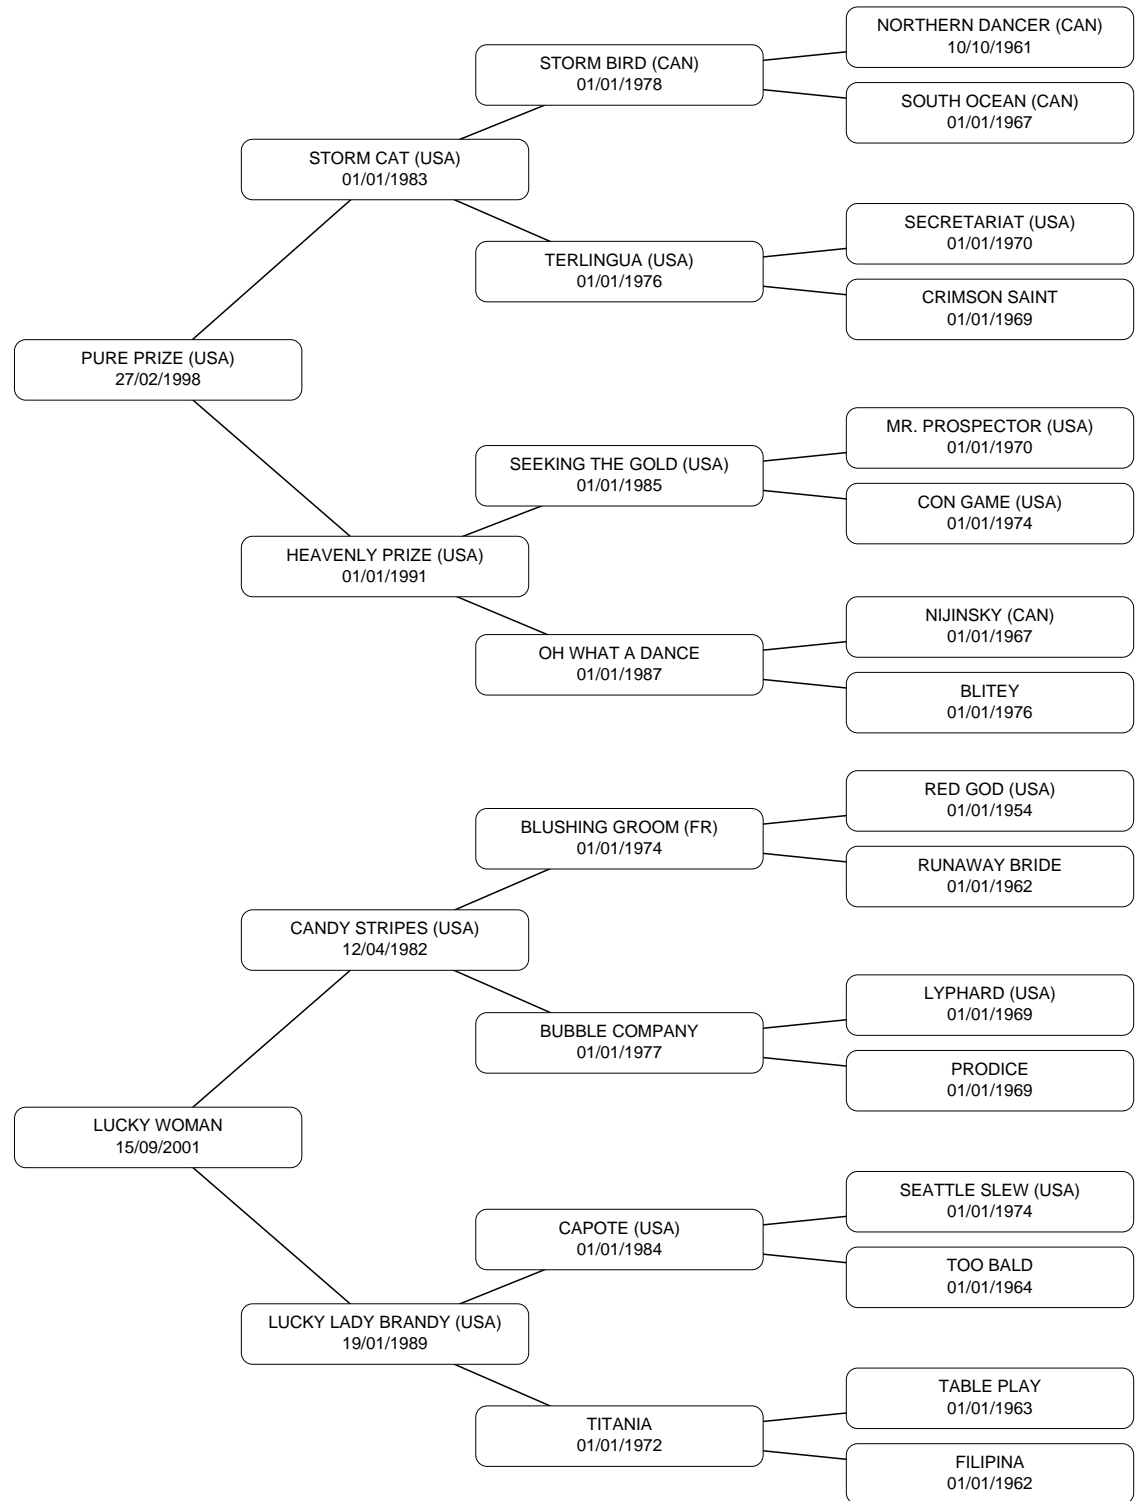 NORTHERN DANCER (CAN)
10/10/1961
STORM BIRD (CAN)
01/01/1978
SOUTH OCEAN (CAN)
01/01/1967
STORM CAT (USA)
01/01/1983
SECRETARIAT (USA)
01/01/1970
TERLINGUA (USA)
01/01/1976
CRIMSON SAINT
01/01/1969
PURE PRIZE (USA)
27/02/1998
MR. PROSPECTOR (USA)
01/01/1970
SEEKING THE GOLD (USA)
01/01/1985
CON GAME (USA)
01/01/1974
HEAVENLY PRIZE (USA)
01/01/1991
NIJINSKY (CAN)
01/01/1967
OH WHAT A DANCE
01/01/1987
BLITEY
01/01/1976
RED GOD (USA)
01/01/1954
BLUSHING GROOM (FR)
01/01/1974
RUNAWAY BRIDE
01/01/1962
CANDY STRIPES (USA)
12/04/1982
LYPHARD (USA)
01/01/1969
BUBBLE COMPANY
01/01/1977
PRODICE
01/01/1969
LUCKY WOMAN
15/09/2001
SEATTLE SLEW (USA)
01/01/1974
CAPOTE (USA)
01/01/1984
TOO BALD
01/01/1964
LUCKY LADY BRANDY (USA)
19/01/1989
TABLE PLAY
01/01/1963
TITANIA
01/01/1972
FILIPINA
01/01/1962